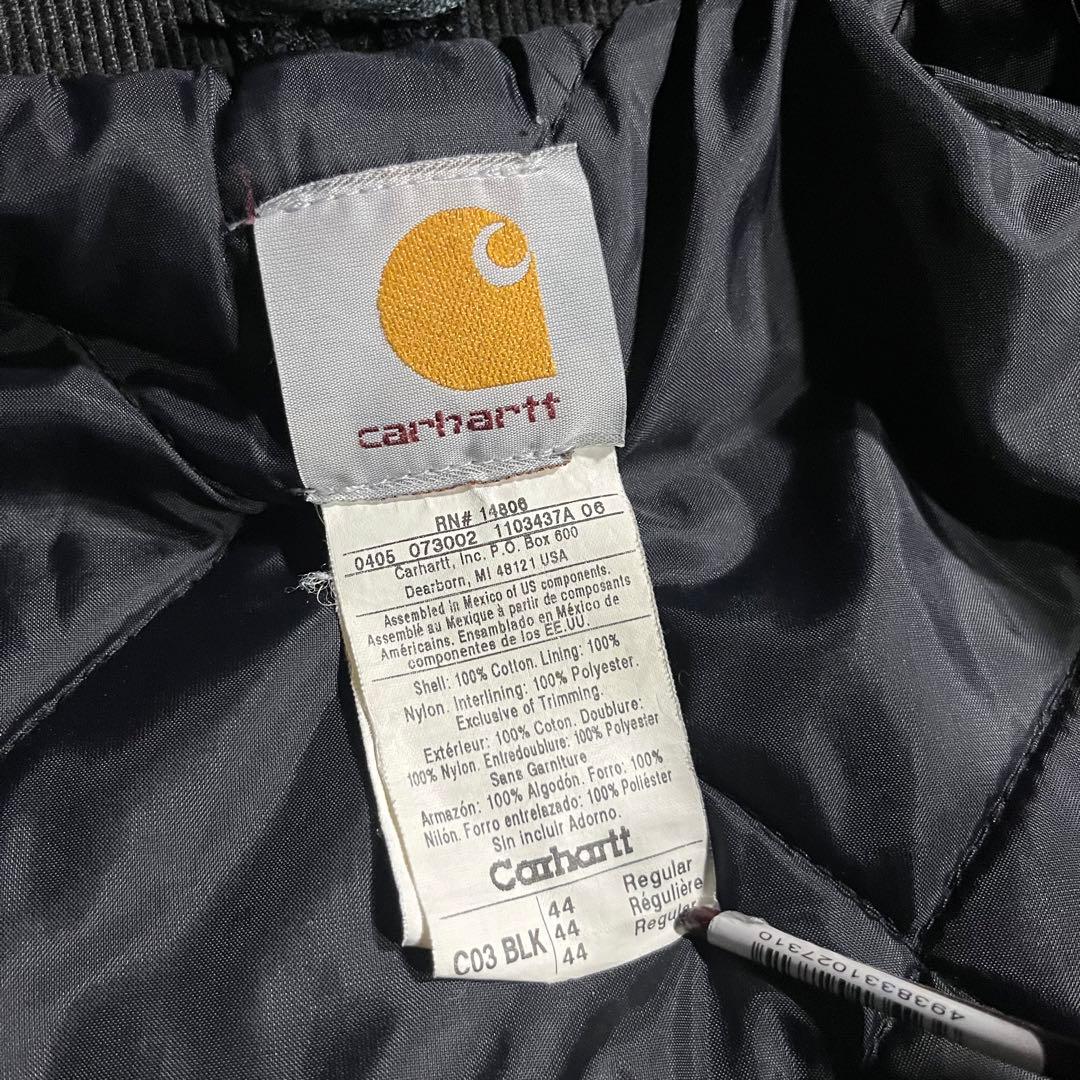 carhartt
RN# 14806
0405 073002 1103437A 06
Carhartt, Inc. P.O. Box 600
Dearborn, MI 48121 USA
Assembled in Mexico of US components.
Assemblé au Mexique à partir de composants
Américains. Ensamblado en México de
componentes de los EE.UU.
Shell: 100% Cotton. Lining: 100%
Nylon. Interlining: 100% Polyester.
Exclusive of Trimming.
Extérieur: 100% Coton. Doublure:
100% Nylon. Entredoublure: 100% Polyester
Sans Garniture
Armazón: 100% Algodón. Forro: 100%
Nilón. Forro entrelazado: 100% Poliéster
Sin incluir Adorno.
Carhartt
C03 BLK
44 Regular
44 Régulière
44 Regular
4938331027310